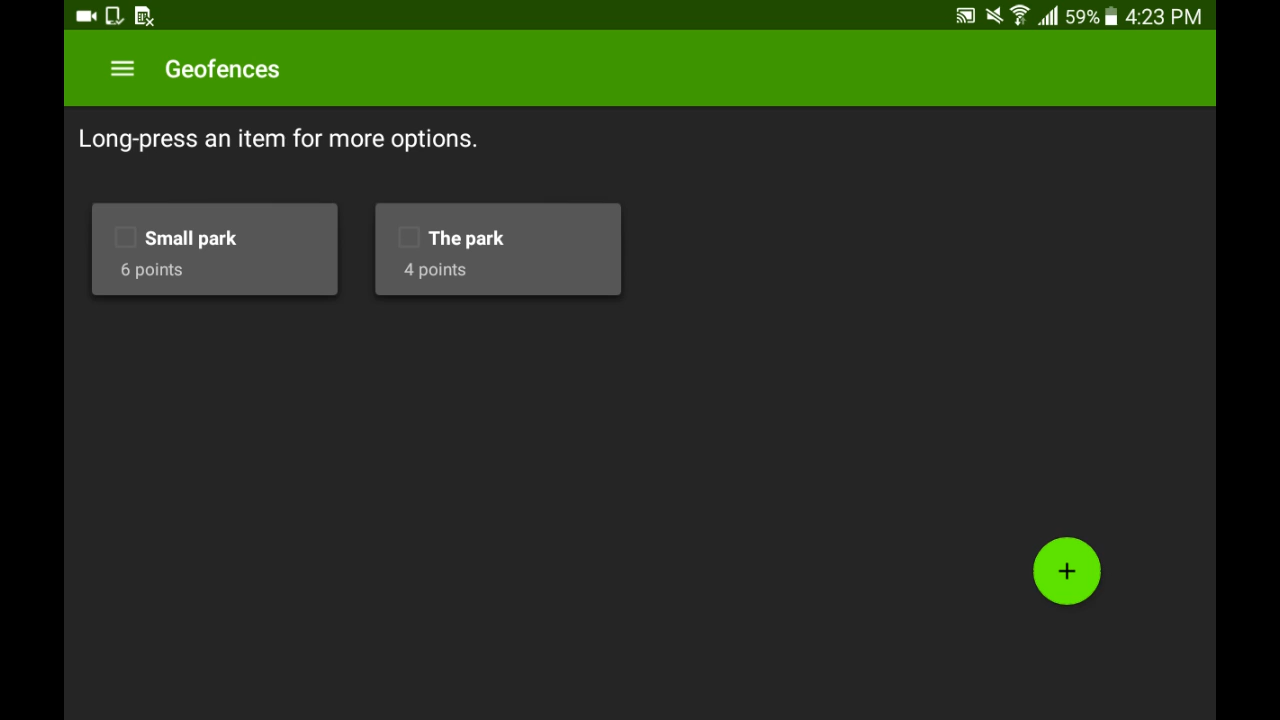 59% 4:23 PM
Geofences
Long-press an item for more options.
Small park
6 points
The park
4 points